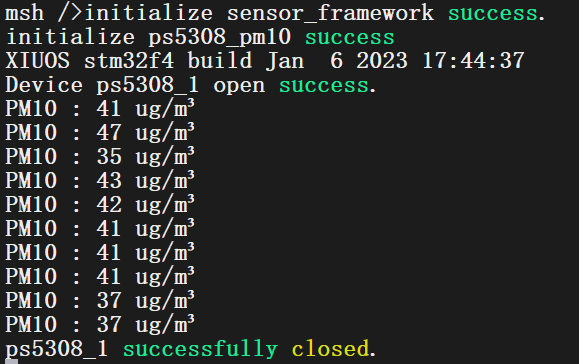 msh />initialize sensor_framework success.
initialize ps5308_pm10 success
XIUOS stm32f4 build Jan  6 2023 17:44:37
Device ps5308_1 open success.
PM10 : 41 ug/m³
PM10 : 47 ug/m³
PM10 : 35 ug/m³
PM10 : 43 ug/m³
PM10 : 42 ug/m³
PM10 : 41 ug/m³
PM10 : 41 ug/m³
PM10 : 41 ug/m³
PM10 : 37 ug/m³
PM10 : 37 ug/m³
ps5308_1 successfully closed.